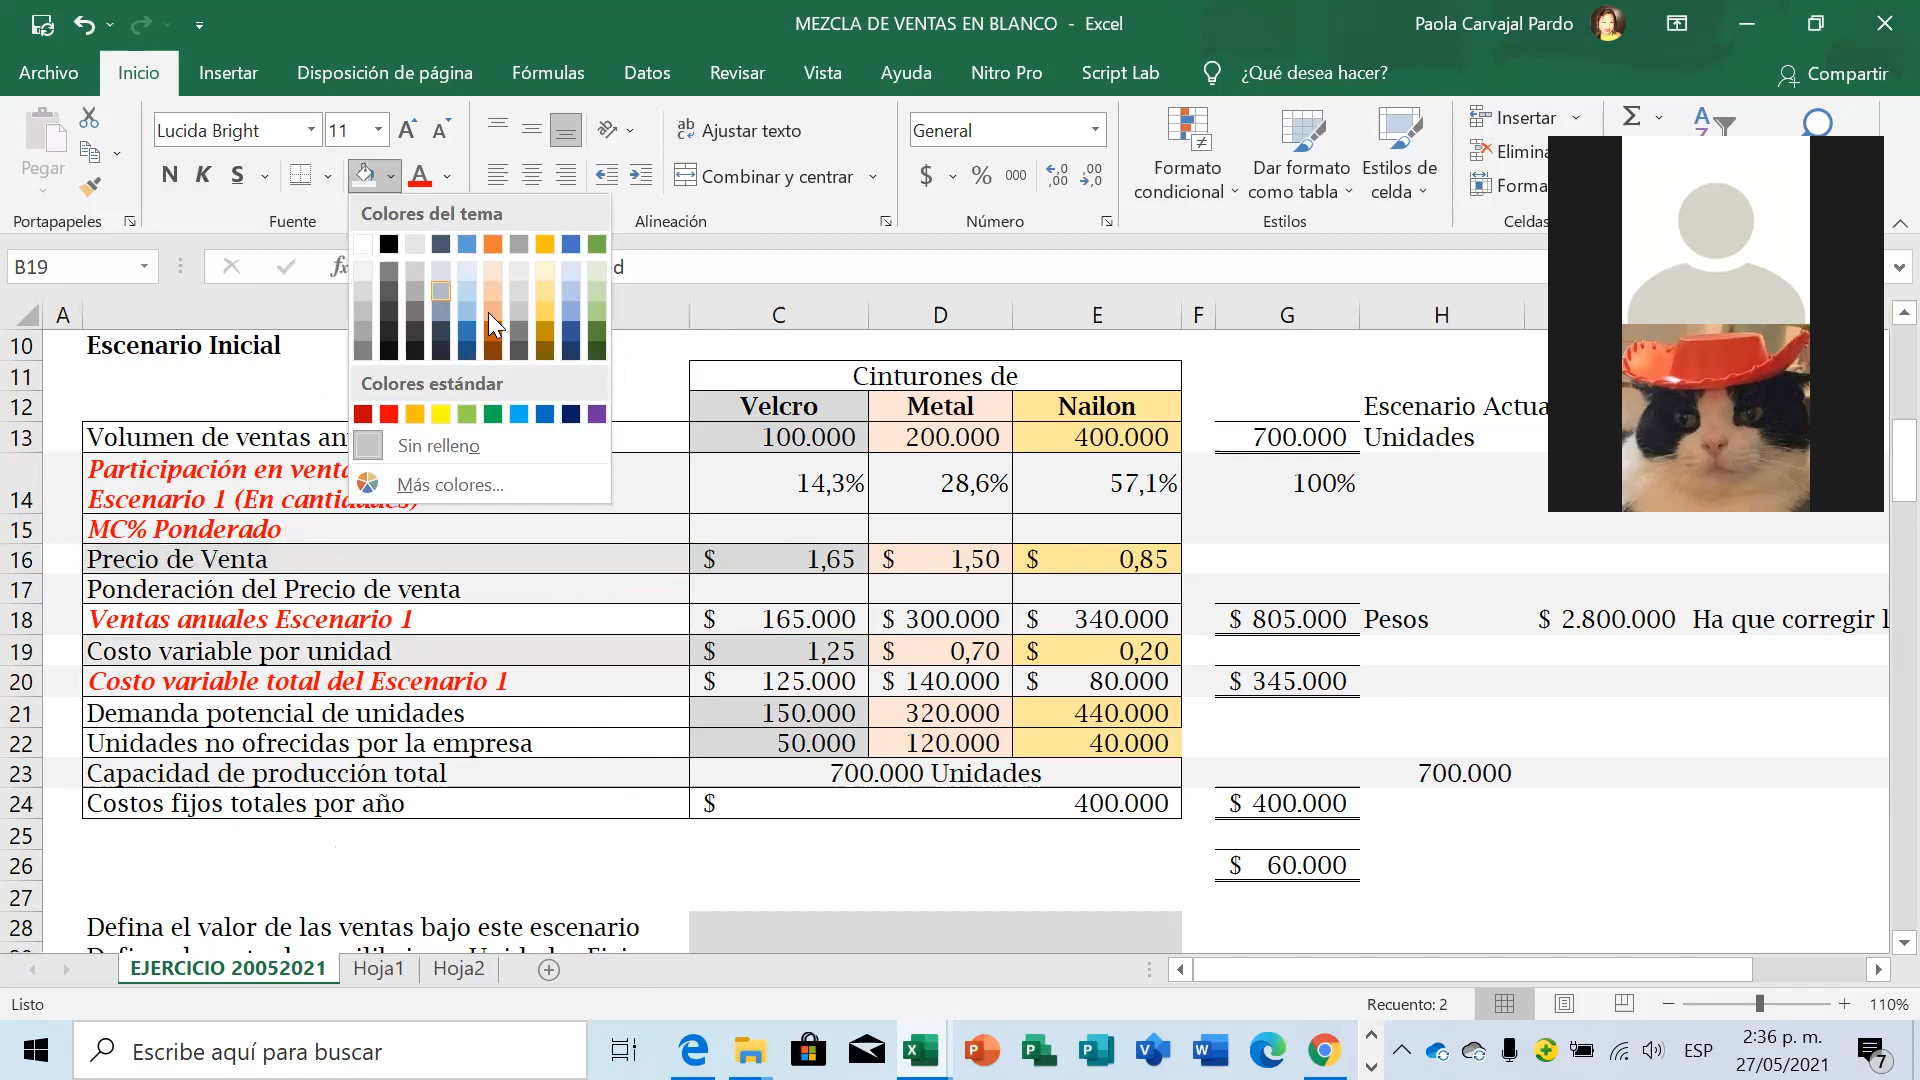 MEZCLA DE VENTAS EN BLANCO - Excel
Paola Carvajal Pardo
Archivo Inicio Insertar Disposición de página Fórmulas Datos Revisar Vista Ayuda Nitro Pro Script Lab ¿Qué desea hacer? Compartir
Pegar
Portapapeles
Lucida Bright 11
N K S
Fuente
Ajustar texto
Combinar y centrar
Alineación
General
$ % 000
Número
Formato condicional
Dar formato como tabla
Estilos de celda
Estilos
Insertar
Elimina
Forma
Celdas
B19 fx d
Colores del tema
Colores estándar
Sin relleno
Más colores...
A C D E F G H
10 Escenario Inicial
11 Cinturones de
12 Velcro Metal Nailon Escenario Actua
13 Volumen de ventas an 100.000 200.000 400.000 700.000 Unidades
Participación en venta
14 Escenario 1 (En cantidades) 14,3% 28,6% 57,1% 100%
15 MC% Ponderado
16 Precio de Venta $ 1,65 $ 1,50 $ 0,85
17 Ponderación del Precio de venta
18 Ventas anuales Escenario 1 $ 165.000 $ 300.000 $ 340.000 $ 805.000 Pesos $ 2.800.000 Ha que corregir l
19 Costo variable por unidad $ 1,25 $ 0,70 $ 0,20
20 Costo variable total del Escenario 1 $ 125.000 $ 140.000 $ 80.000 $ 345.000
21 Demanda potencial de unidades 150.000 320.000 440.000
22 Unidades no ofrecidas por la empresa 50.000 120.000 40.000
23 Capacidad de producción total 700.000 Unidades 700.000
24 Costos fijos totales por año $ 400.000 $ 400.000
25
26 $ 60.000
27
28 Defina el valor de las ventas bajo este escenario
EJERCICIO 20052021 Hoja1 Hoja2
Listo Recuento: 2 110%
Escribe aquí para buscar
ESP
2:36 p. m.
27/05/2021
7